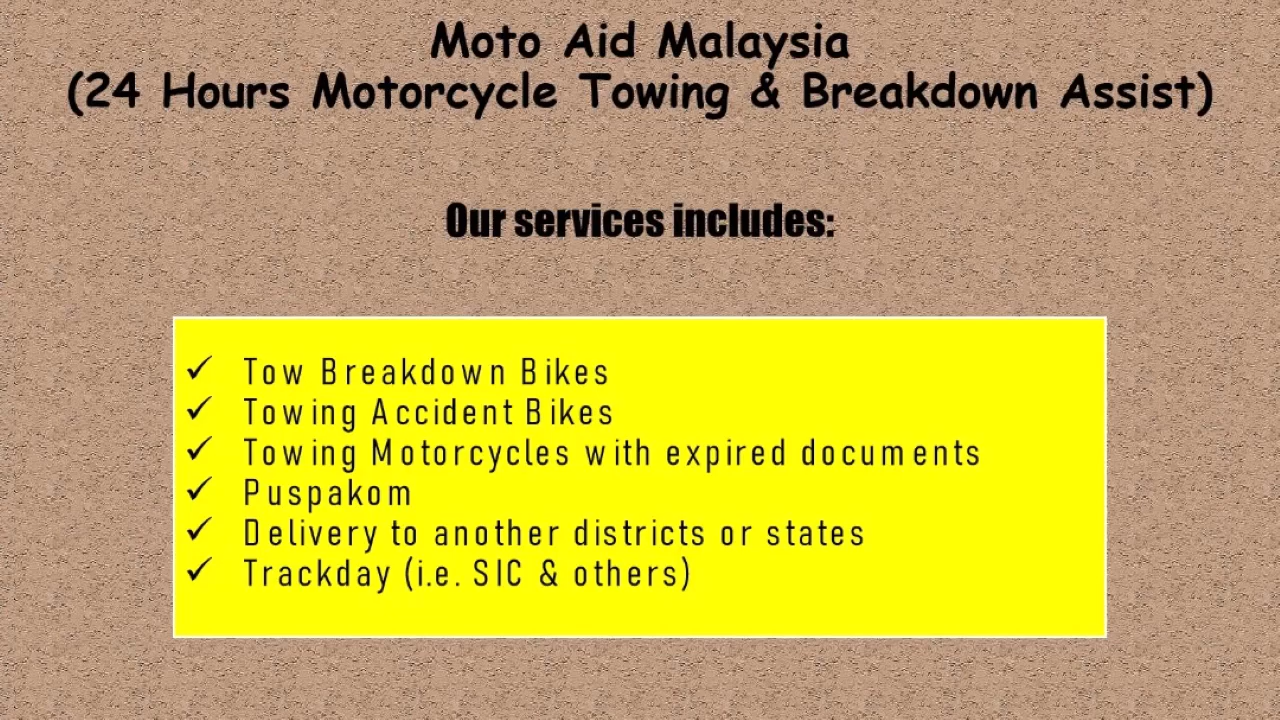 Moto Aid Malaysia
(24 Hours Motorcycle Towing & Breakdown Assist)
Our services includes:
✓ Tow Breakdown Bikes
✓ Towing Accident Bikes
✓ Towing Motorcycles with expired documents
✓ Puspakom
✓ Delivery to another districts or states
✓ Trackday (i.e. SIC & others)